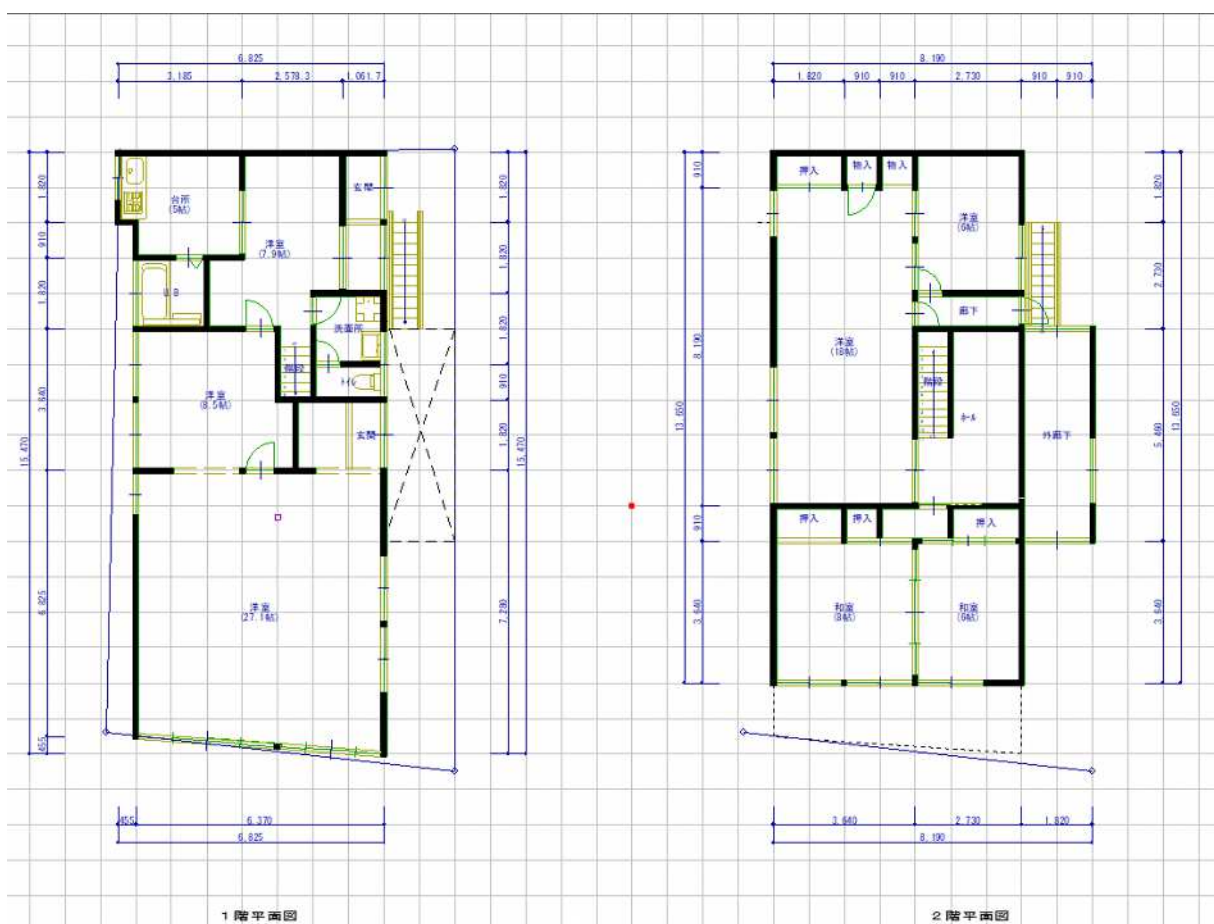 6,825
3,185
2,578.3
1,061.7
1,820
910
1,820
3,640
15,470
6,825
455
1,820
1,820
1,820
910
1,820
15,470
7,280
台所
(5帖)
洋室
(7.9帖)
玄関
UB
洗面所
階段
トイレ
洋室
(8.5帖)
玄関
洋室
(27.1帖)
455
6,370
6,825
1階平面図
8,190
1,820
910
910
2,730
910
910
910
8,190
13,650
910
3,640
1,820
2,730
5,460
13,650
3,640
押入
物入
物入
洋室
(6帖)
廊下
洋室
(18帖)
階段
ホール
外廊下
押入
押入
押入
和室
(8帖)
和室
(6帖)
3,640
2,730
1,820
8,190
2階平面図